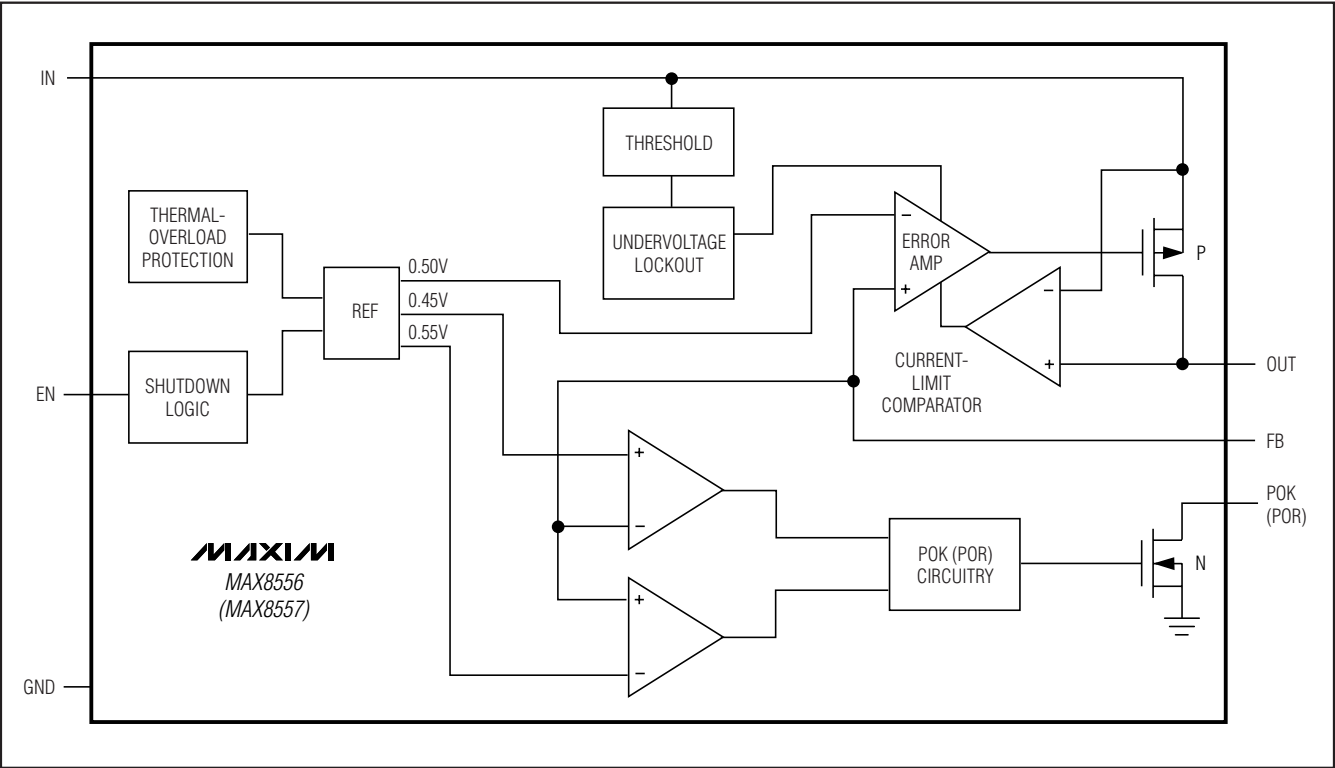 IN
THRESHOLD
THERMAL-
OVERLOAD
PROTECTION
UNDERVOLTAGE
LOCKOUT
−
ERROR
AMP
+
P
REF
0.50V
0.45V
0.55V
−
+
CURRENT-
LIMIT
COMPARATOR
OUT
EN
SHUTDOWN
LOGIC
FB
+
−
POK
(POR)
MAXIM
MAX8556
(MAX8557)
POK (POR)
CIRCUITRY
N
+
−
GND